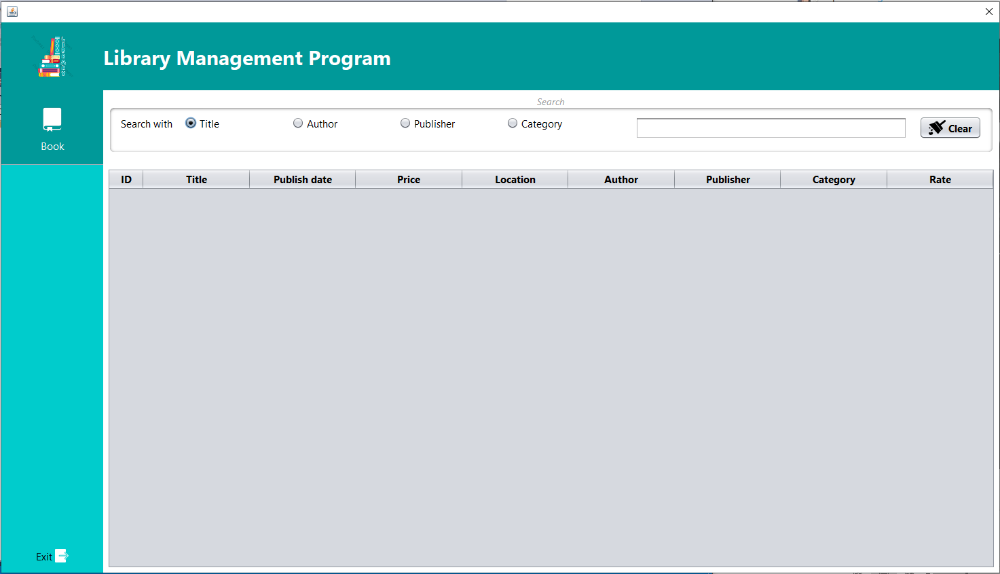 Library Management Program
Book
Search
Search with Title Author Publisher Category Clear
ID Title Publish date Price Location Author Publisher Category Rate
Exit